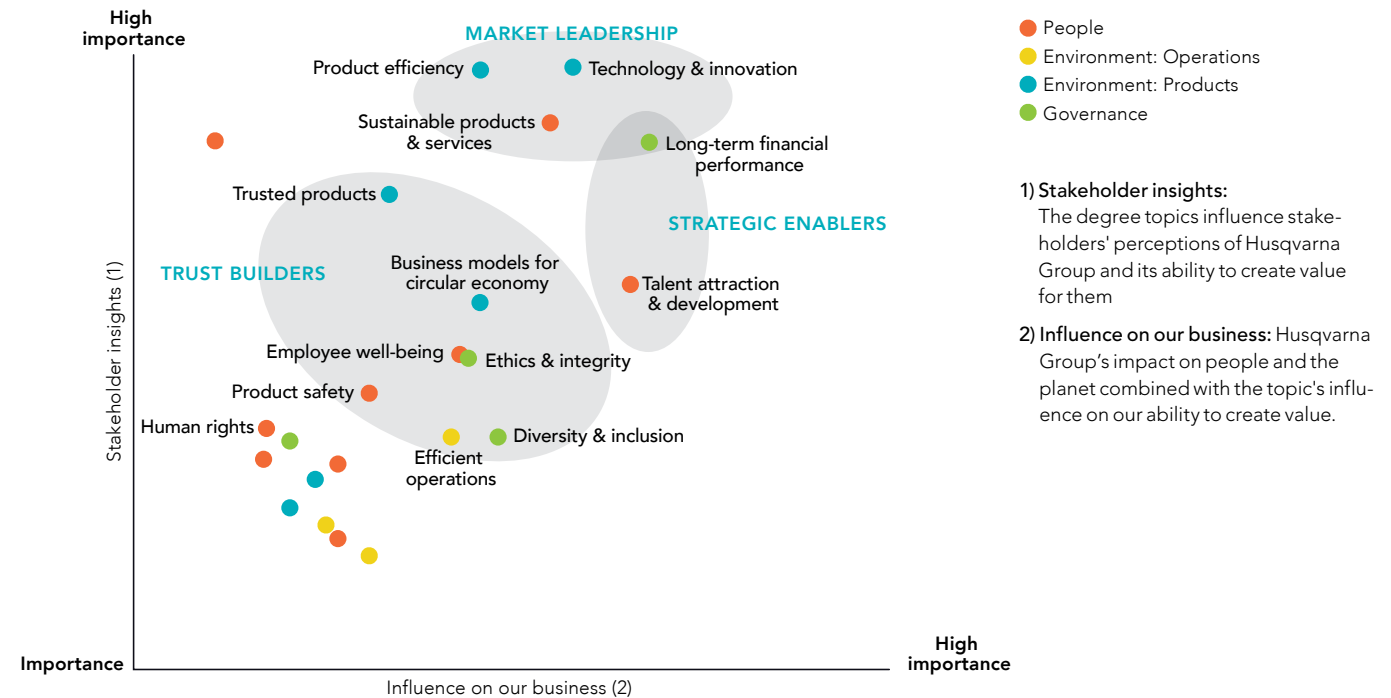 High
importance
MARKET LEADERSHIP
Product efficiency
Technology & innovation
Sustainable products
& services
Long-term financial
performance
Trusted products
STRATEGIC ENABLERS
TRUST BUILDERS
Business models for
circular economy
Talent attraction
& development
Employee well-being
Ethics & integrity
Product safety
Human rights
Diversity & inclusion
Efficient
operations
Stakeholder insights (1)
Importance
Influence on our business (2)
High
importance
People
Environment: Operations
Environment: Products
Governance
1) Stakeholder insights:
The degree topics influence stake-
holders' perceptions of Husqvarna
Group and its ability to create value
for them
2) Influence on our business: Husqvarna
Group’s impact on people and the
planet combined with the topic's influ-
ence on our ability to create value.